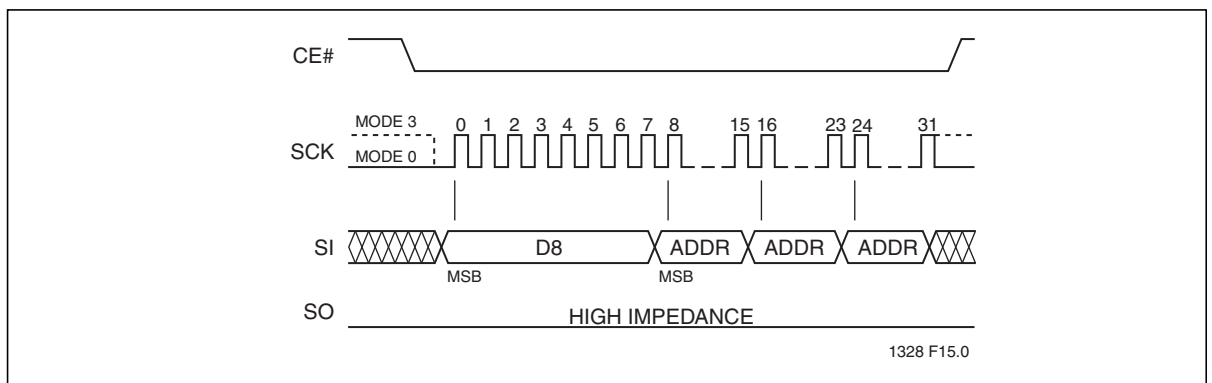 CE#
MODE 3
0 1 2 3 4 5 6 7 8 15 16 23 24 31
SCK
MODE 0
SI
D8 ADDR ADDR ADDR
MSB MSB
SO
HIGH IMPEDANCE
1328 F15.0